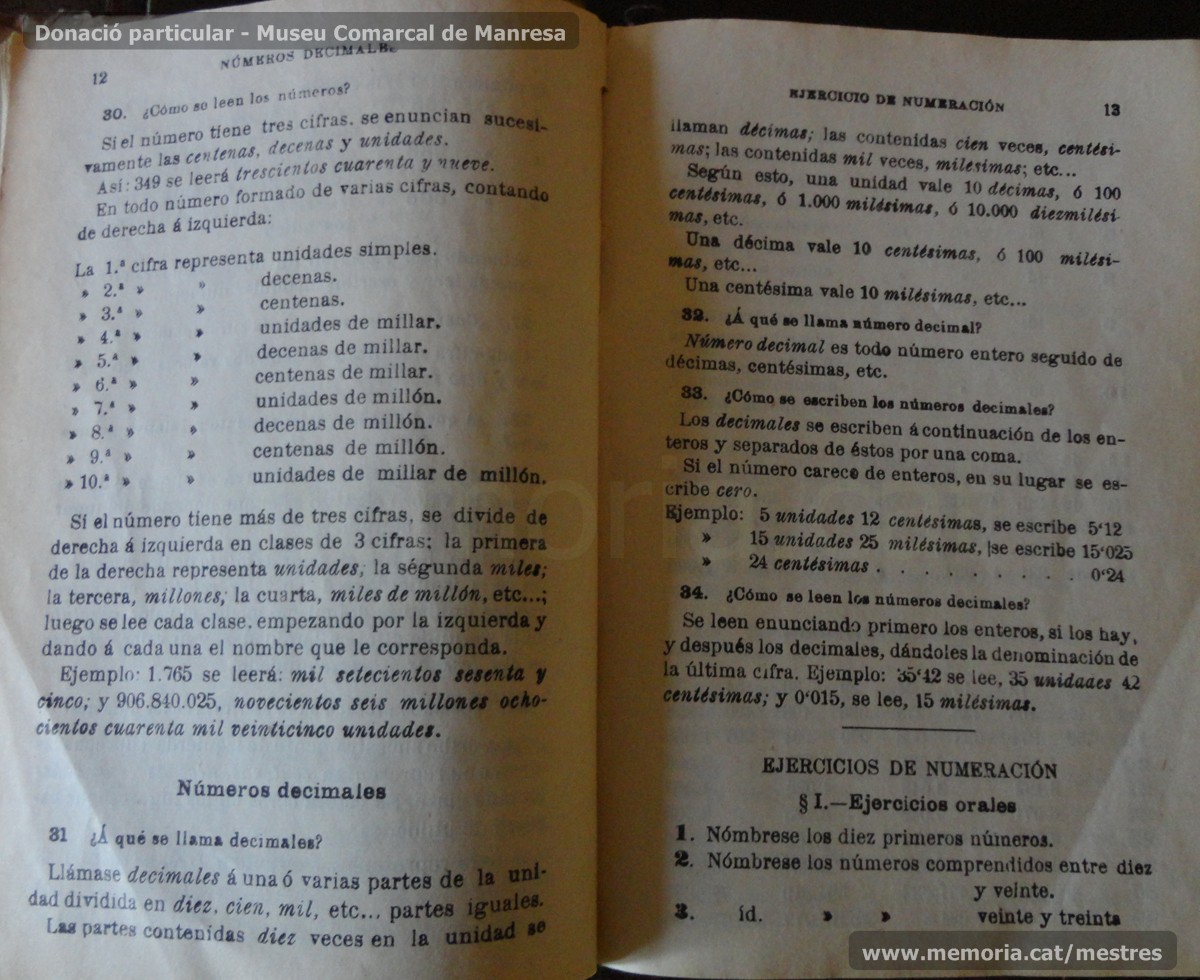 Donació particular - Museu Comarcal de Manresa
12
NÚMEROS DECIMALES
30. ¿Cómo se leen los números?
Si el número tiene tres cifras, se enuncian sucesi-
vamente las centenas, decenas y unidades.
Así: 349 se leerá trescientos cuarenta y nueve.
En todo número formado de varias cifras, contando
de derecha á izquierda:
La 1.ª cifra representa unidades simples.
» 2.ª » » decenas.
» 3.ª » » centenas.
» 4.ª » » unidades de millar.
» 5.ª » » decenas de millar.
» 6.ª » » centenas de millar.
» 7.ª » » unidades de millón.
» 8.ª » » decenas de millón.
» 9.ª » » centenas de millón.
» 10.ª » » unidades de millar de millón.
Si el número tiene más de tres cifras, se divide de
derecha á izquierda en clases de 3 cifras; la primera
de la derecha representa unidades, la ségunda miles;
la tercera, millones; la cuarta, miles de millón, etc...;
luego se lee cada clase. empezando por la izquierda y
dando á cada una el nombre que le corresponda.
Ejemplo: 1.765 se leerá: mil setecientos sesenta y
cinco; y 906.840.025, novecientos seis millones ocho-
cientos cuarenta mil veinticinco unidades.
Números decimales
31 ¿Á qué se llama decimales?
Llámase decimales á una ó varias partes de la uni-
dad dividida en diez, cien, mil, etc... partes iguales.
Las partes contenidas diez veces en la unidad se
EJERCICIO DE NUMERACIÓN
13
llaman décimas; las contenidas cien veces, centési-
mas; las contenidas mil veces, milésimas; etc...
Según esto, una unidad vale 10 décimas, ó 100
centésimas, ó 1.000 milésimas, ó 10.000 diezmilési-
mas, etc.
Una décima vale 10 centésimas, ó 100 milési-
mas, etc...
Una centésima vale 10 milésimas, etc...
32. ¿Á qué se llama número decimal?
Número decimal es todo número entero seguido de
décimas, centésimas, etc.
33. ¿Cómo se escriben los números decimales?
Los decimales se escriben á continuación de los en-
teros y separados de éstos por una coma.
Si el número carece de enteros, en su lugar se es-
cribe cero.
Ejemplo: 5 unidades 12 centésimas, se escribe 5'12
» 15 unidades 25 milésimas, se escribe 15'025
» 24 centésimas . . . . . . . . . 0'24
34. ¿Cómo se leen los números decimales?
Se leen enunciando primero los enteros, si los hay,
y después los decimales, dándoles la denominación de
la última cifra. Ejemplo: 35'42 se lee, 35 unidades 42
centésimas; y 0'015, se lee, 15 milésimas.
EJERCICIOS DE NUMERACIÓN
§ I.—Ejercicios orales
1. Nómbrese los diez primeros números.
2. Nómbrese los números comprendidos entre diez
y veinte.
3. íd. » » veinte y treinta
www.memoria.cat/mestres